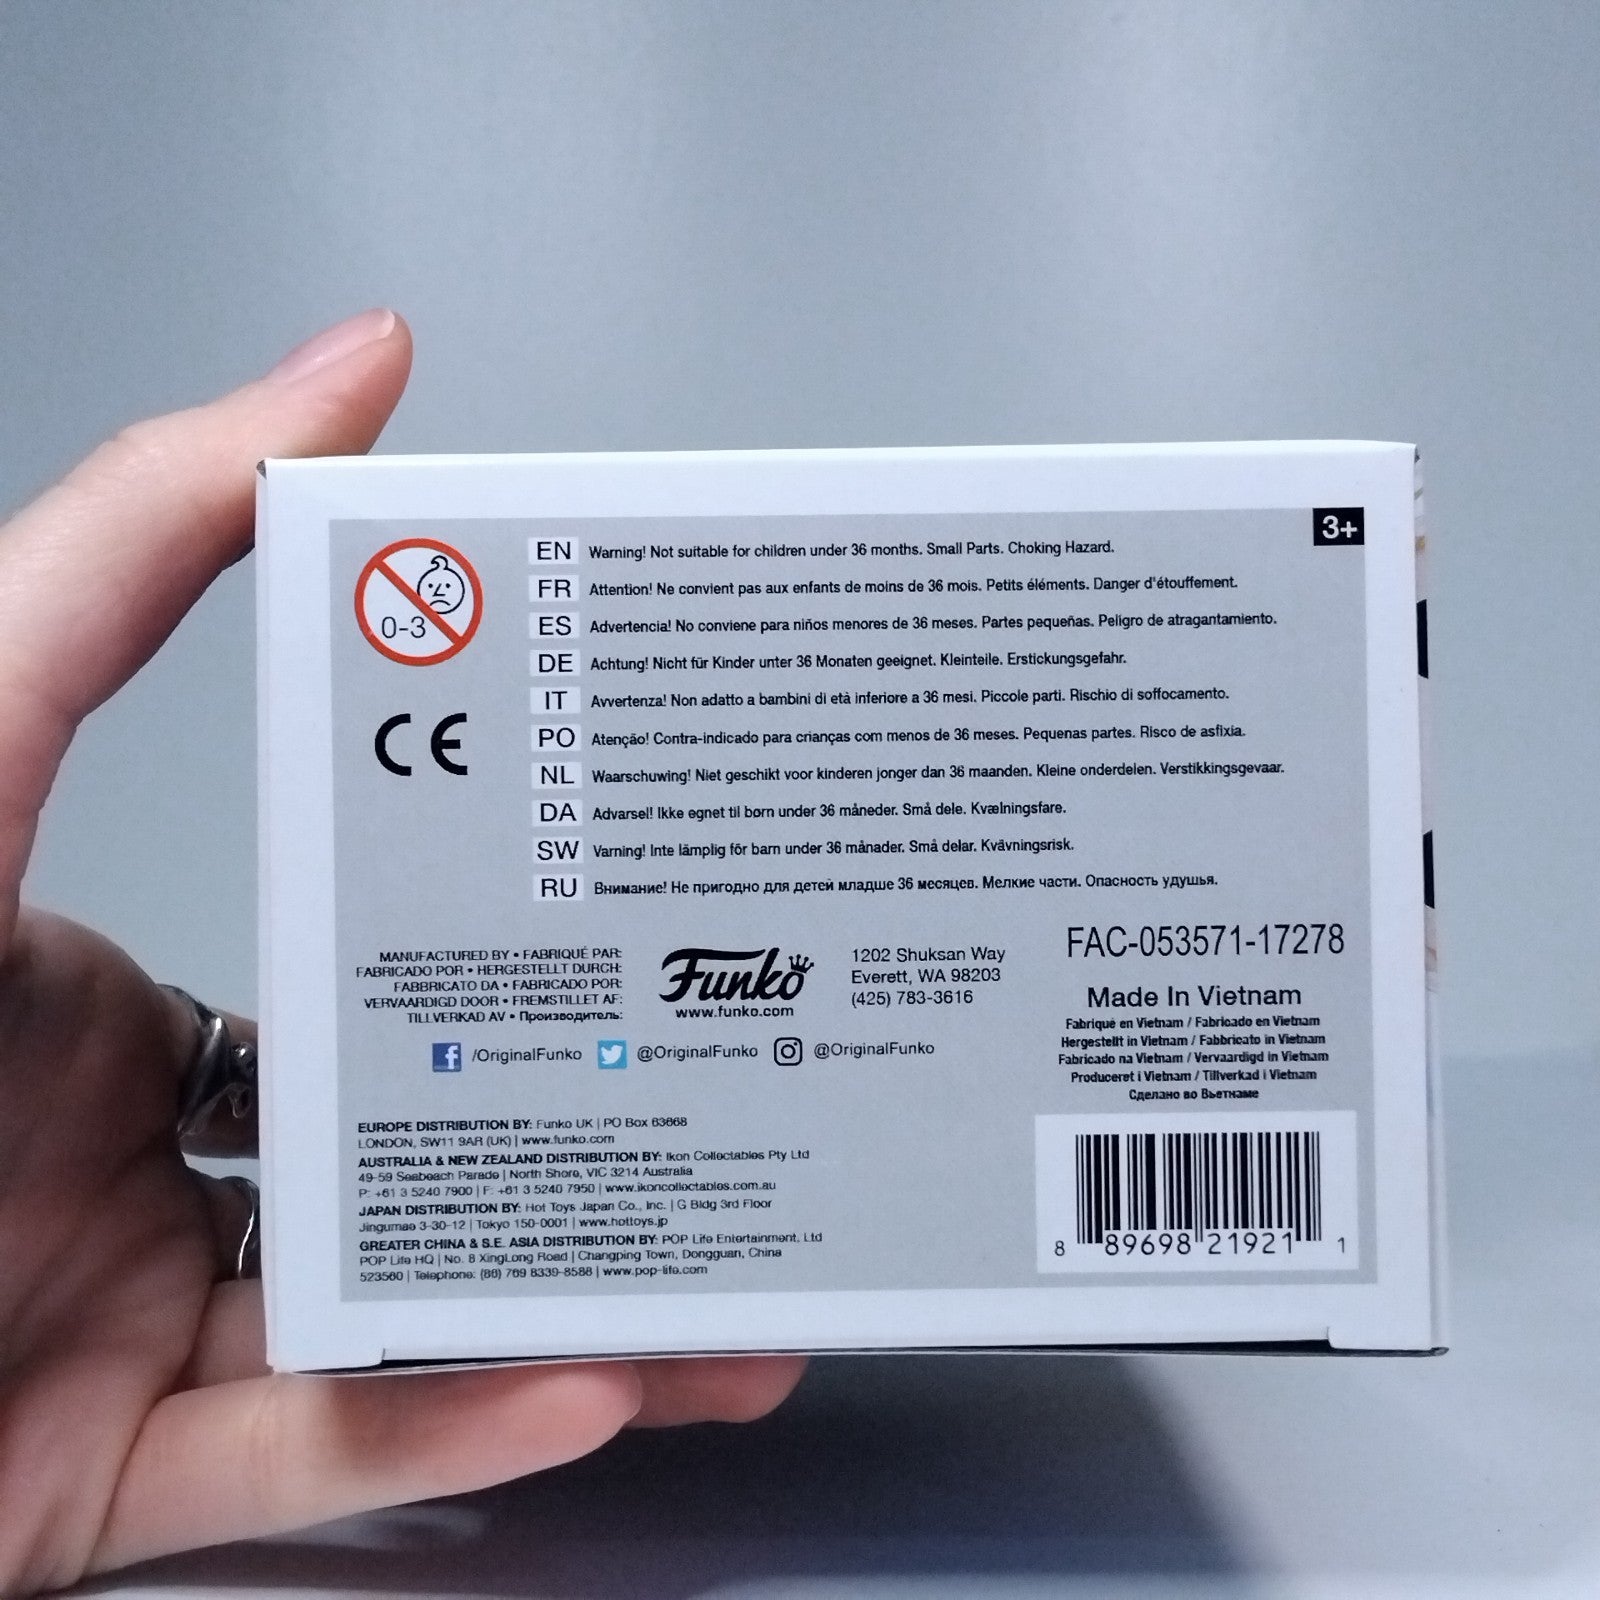 3+
0-3
CE
EN Warning! Not suitable for children under 36 months. Small Parts. Choking Hazard.
FR Attention! Ne convient pas aux enfants de moins de 36 mois. Petits éléments. Danger d'étouffement.
ES Advertencia! No conviene para niños menores de 36 meses. Partes pequeñas. Peligro de atragantamiento.
DE Achtung! Nicht für Kinder unter 36 Monaten geeignet. Kleinteile. Erstickungsgefahr.
IT Avvertenza! Non adatto a bambini di età inferiore a 36 mesi. Piccole parti. Rischio di soffocamento.
PO Atenção! Contra-indicado para crianças com menos de 36 meses. Pequenas partes. Risco de asfixia.
NL Waarschuwing! Niet geschikt voor kinderen jonger dan 36 maanden. Kleine onderdelen. Verstikkingsgevaar.
DA Advarsel! Ikke egnet til børn under 36 måneder. Små dele. Kvælningsfare.
SW Varning! Inte lämplig för barn under 36 månader. Små delar. Kvävningsrisk.
RU Внимание! Не пригодно для детей младше 36 месяцев. Мелкие части. Опасность удушья.
MANUFACTURED BY • FABRIQUÉ PAR:
FABRICADO POR • HERGESTELLT DURCH:
FABBRICATO DA • FABRICADO POR:
VERVAARDIGD DOOR • FREMSTILLET AF:
TILLVERKAD AV • Производитель:
Funko
www.funko.com
1202 Shuksan Way
Everett, WA 98203
(425) 783-3616
/OriginalFunko @OriginalFunko @OriginalFunko
FAC-053571-17278
Made In Vietnam
Fabriqué en Vietnam / Fabricado en Vietnam
Hergestellt in Vietnam / Fabbricato in Vietnam
Fabricado na Vietnam / Vervaardigd in Vietnam
Produceret i Vietnam / Tillverkad i Vietnam
Сделано во Вьетнаме
EUROPE DISTRIBUTION BY: Funko UK | PO Box 63668
LONDON, SW11 9AR (UK) | www.funko.com
AUSTRALIA & NEW ZEALAND DISTRIBUTION BY: Ikon Collectables Pty Ltd
49-59 Seabeach Parade | North Shore, VIC 3214 Australia
P: +61 3 5240 7900 | F: +61 3 5240 7950 | www.ikoncollectables.com.au
JAPAN DISTRIBUTION BY: Hot Toys Japan Co., Inc. | G Bldg 3rd Floor
Jingumae 3-30-12 | Tokyo 150-0001 | www.hottoys.jp
GREATER CHINA & S.E. ASIA DISTRIBUTION BY: POP Life Entertainment, Ltd
POP Life HQ | No. 8 XingLong Road | Changping Town, Dongguan, China
523560 | Telephone: (86) 769 8339-8588 | www.pop-life.com
8 89698 21921 1